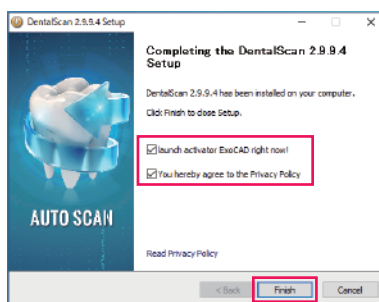 DentalScan 2.9.9.4 Setup
Completing the DentalScan 2.9.9.4
Setup
DentalScan 2.9.9.4 has been installed on your computer.
Click Finish to close Setup.
launch activator ExoCAD right now!
You hereby agree to the Privacy Policy
AUTO SCAN
Read Privacy Policy
< Back
Finish
Cancel